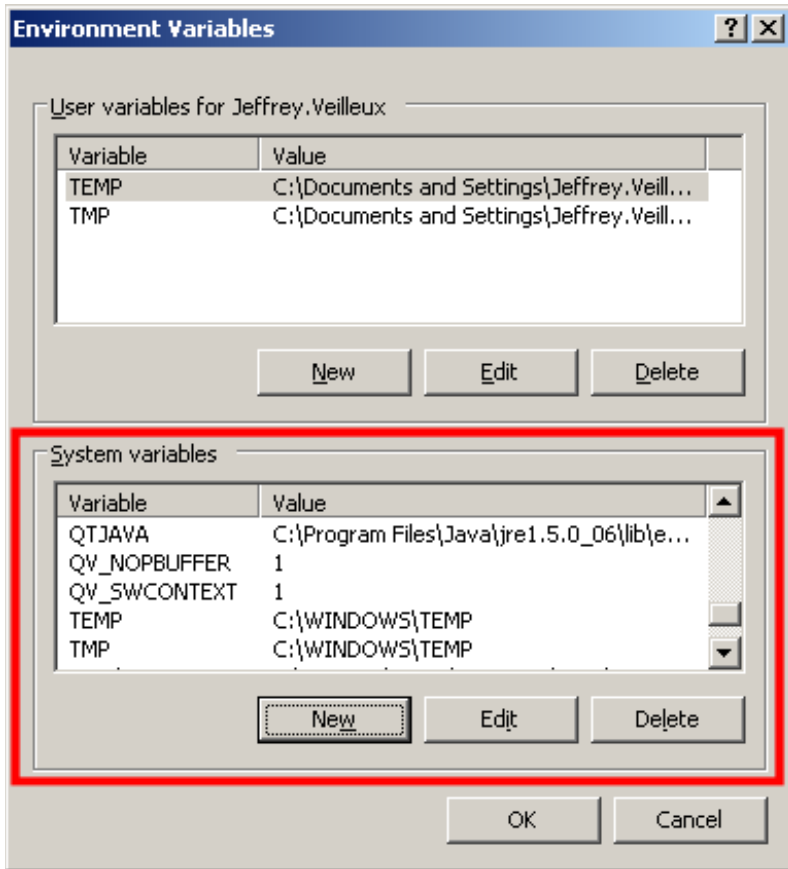 Environment Variables
User variables for Jeffrey.Veilleux
Variable Value
TEMP C:\Documents and Settings\Jeffrey.Veill...
TMP C:\Documents and Settings\Jeffrey.Veill...
New Edit Delete
System variables
Variable Value
QTJAVA C:\Program Files\Java\jre1.5.0_06\lib\e...
QV_NOPBUFFER 1
QV_SWCONTEXT 1
TEMP C:\WINDOWS\TEMP
TMP C:\WINDOWS\TEMP
New Edit Delete
OK Cancel